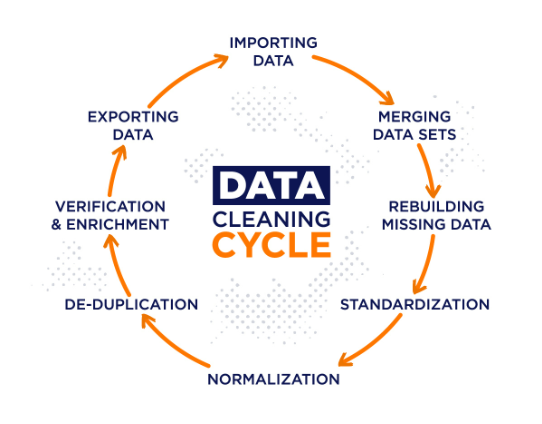 IMPORTING
DATA
MERGING
DATA SETS
REBUILDING
MISSING DATA
STANDARDIZATION
NORMALIZATION
DE-DUPLICATION
VERIFICATION
& ENRICHMENT
EXPORTING
DATA
DATA
CLEANING
CYCLE